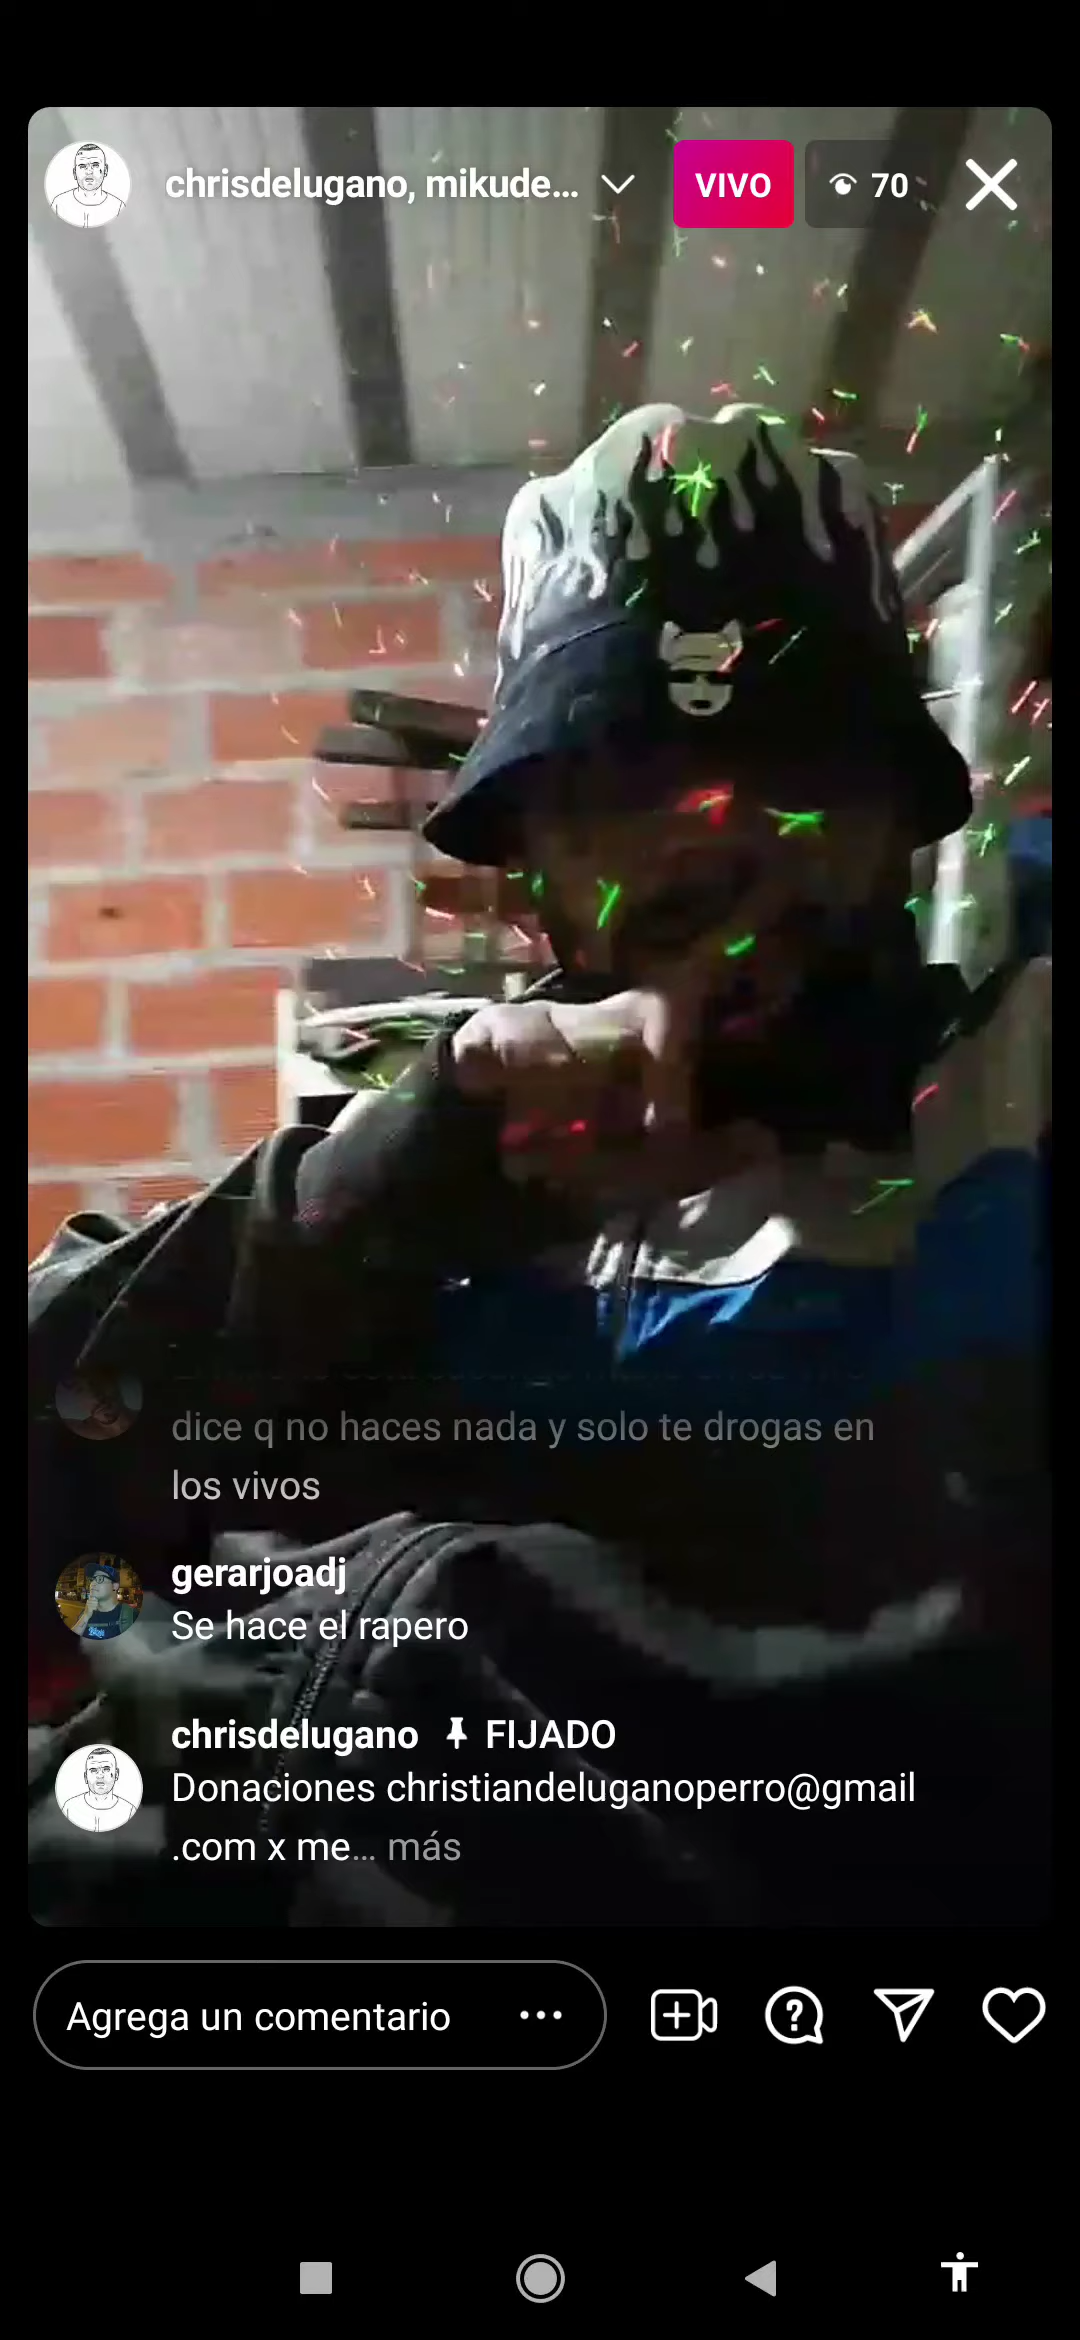 chrisdelugano, mikude...
VIVO
70
dice q no haces nada y solo te drogas en
los vivos
gerarjoadj
Se hace el rapero
chrisdelugano FIJADO
Donaciones christiandeluganoperro@gmail
.com x me... más
Agrega un comentario